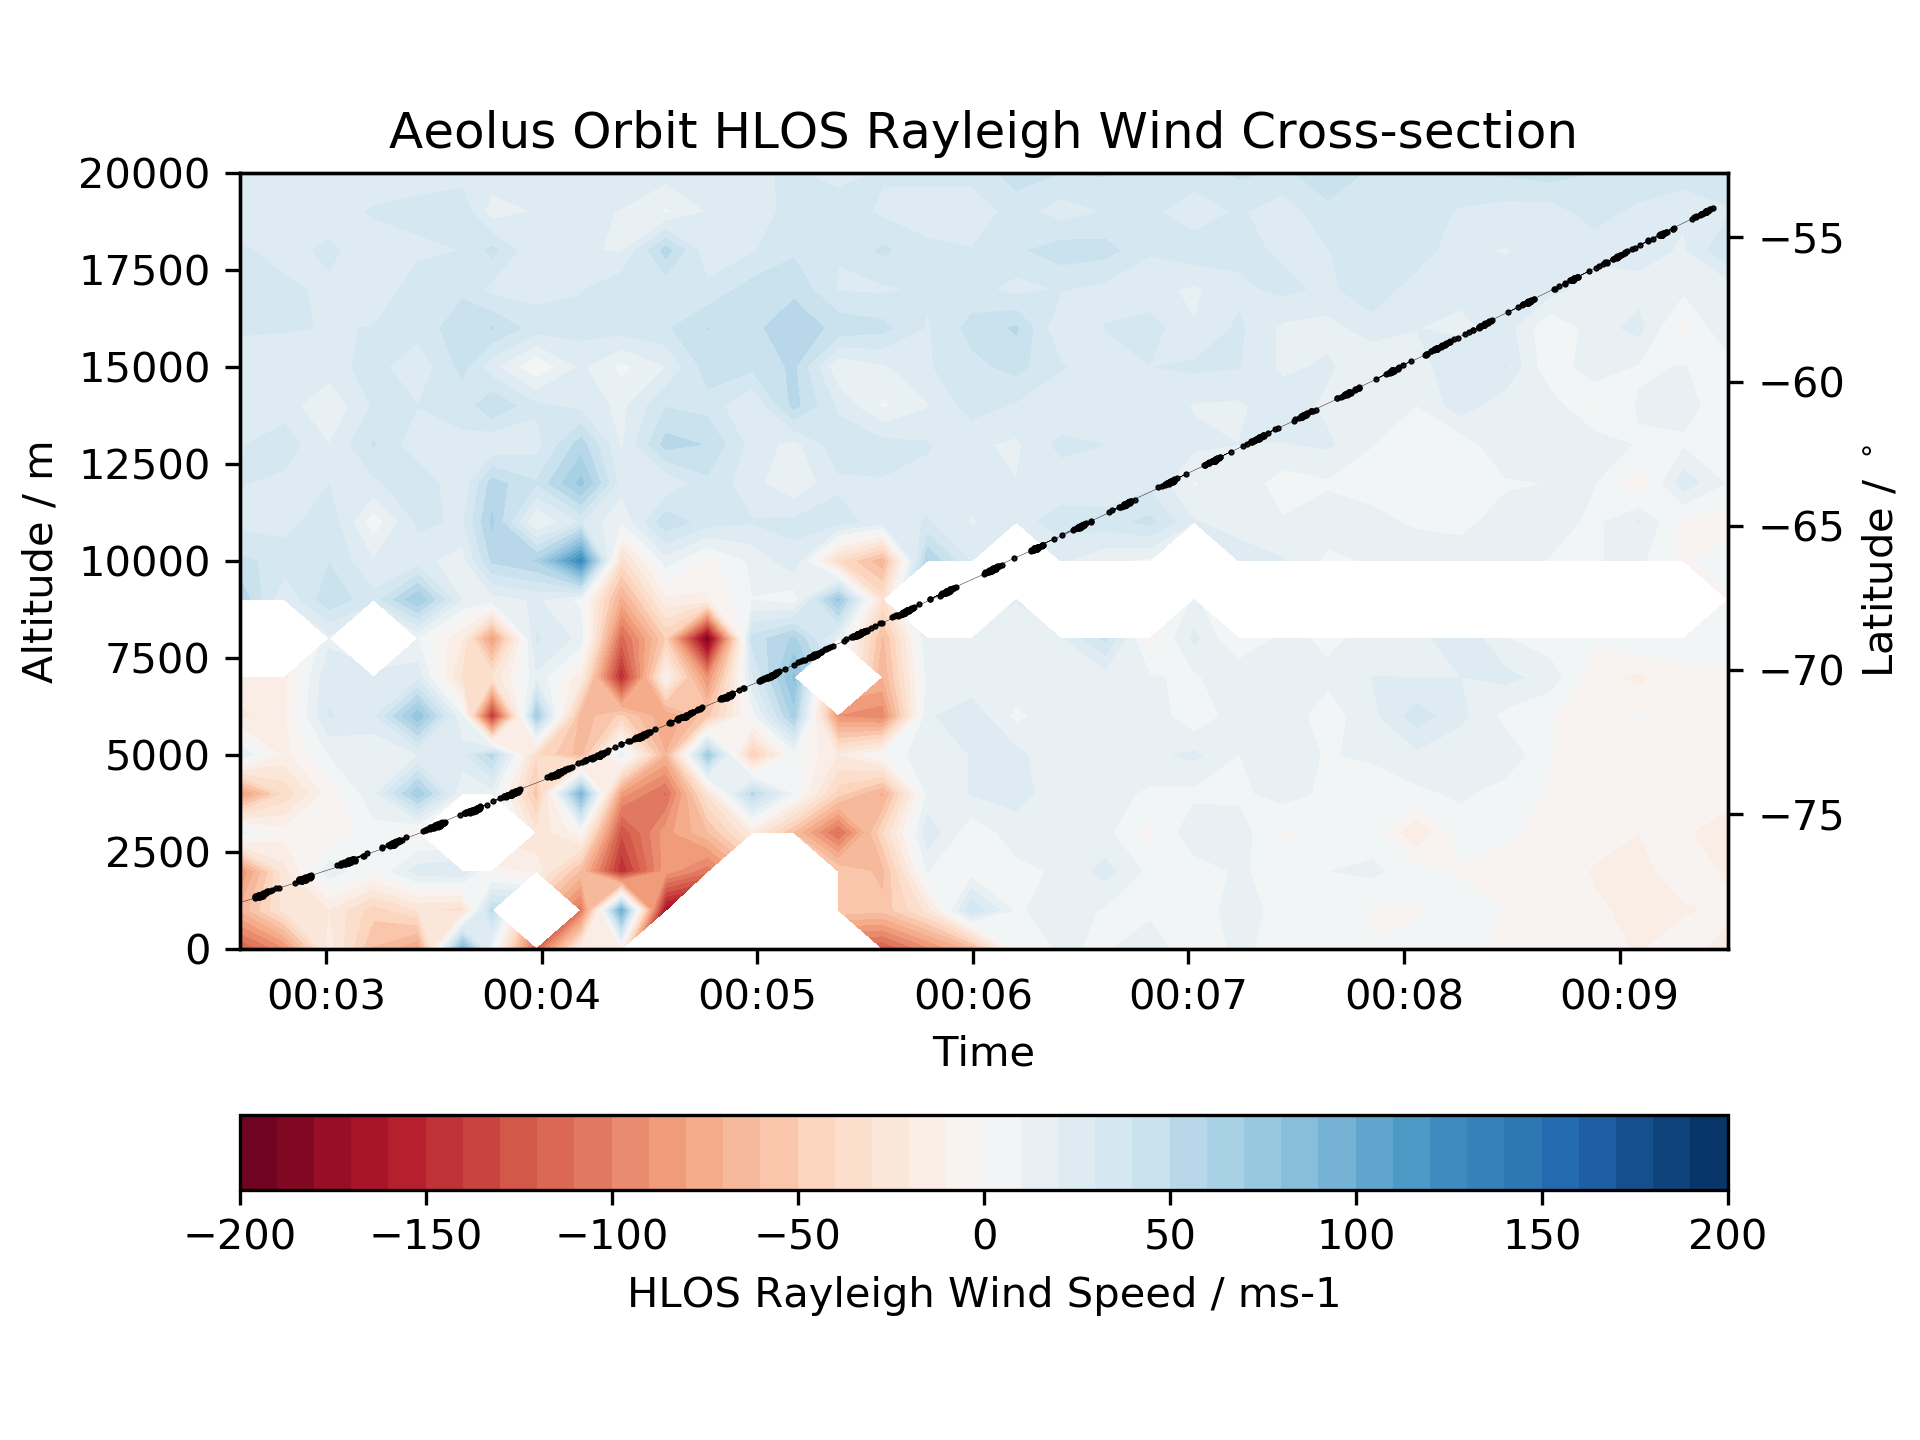 Aeolus Orbit HLOS Rayleigh Wind Cross-section
20000
17500
15000
12500
10000
7500
5000
2500
0
Altitude / m
−55
−60
−65
−70
−75
Latitude / °
00:03 00:04 00:05 00:06 00:07 00:08 00:09
Time
−200 −150 −100 −50 0 50 100 150 200
HLOS Rayleigh Wind Speed / ms-1